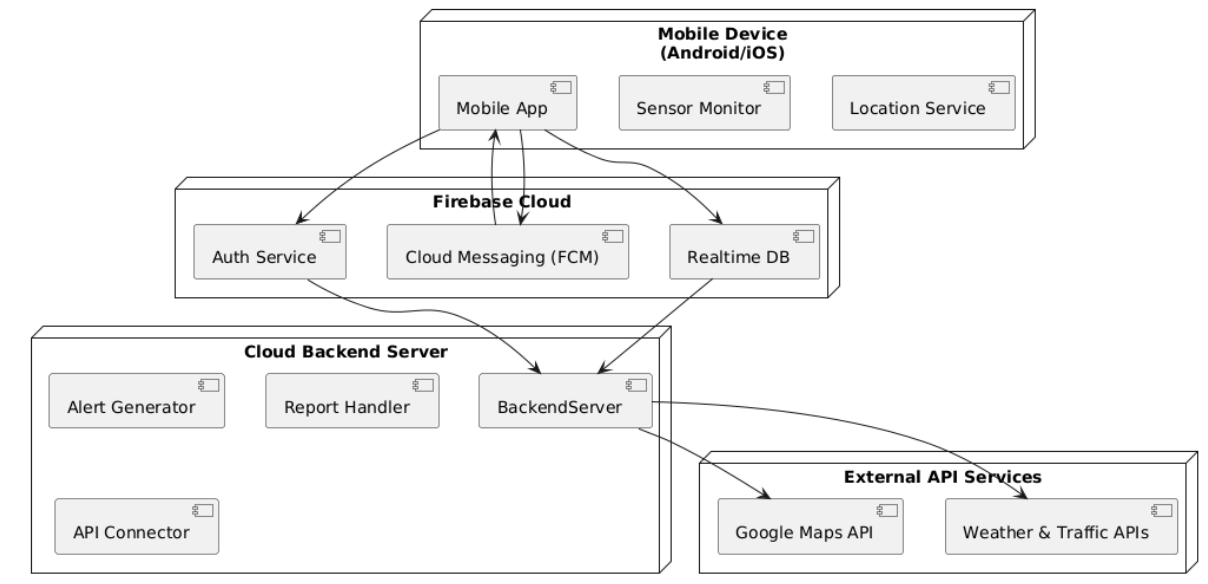 Mobile Device
(Android/iOS)
Mobile App
Sensor Monitor
Location Service
Firebase Cloud
Auth Service
Cloud Messaging (FCM)
Realtime DB
Cloud Backend Server
Alert Generator
Report Handler
BackendServer
API Connector
External API Services
Google Maps API
Weather & Traffic APIs